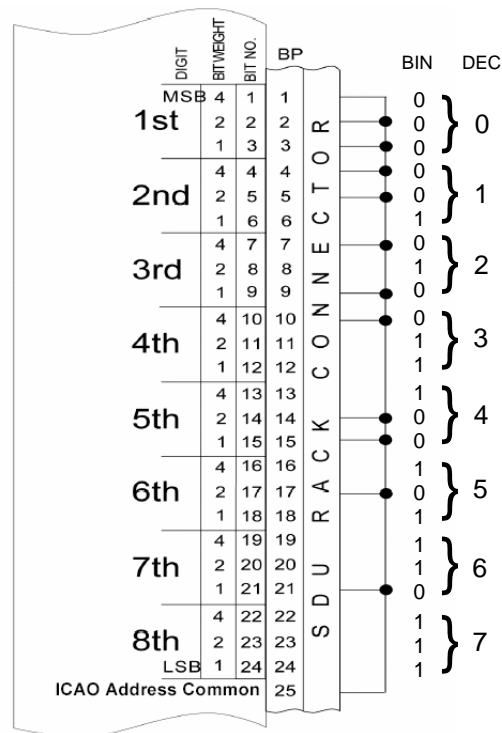 DIGIT BIT WEIGHT BIT NO. BP BIN DEC
MSB 4 1 1 0
1st 2 2 2 0 } 0
1 3 3 0
4 4 4 0
2nd 2 5 5 0 } 1
1 6 6 1
4 7 7 0
3rd 2 8 8 1 } 2
1 9 9 0
4 10 10 0
4th 2 11 11 1 } 3
1 12 12 1
4 13 13 1
5th 2 14 14 0 } 4
1 15 15 0
4 16 16 1
6th 2 17 17 0 } 5
1 18 18 1
4 19 19 1
7th 2 20 20 1 } 6
1 21 21 0
4 22 22 1
8th 2 23 23 1 } 7
LSB 1 24 24 1
ICAO Address Common 25
SDU RACK CONNECTOR